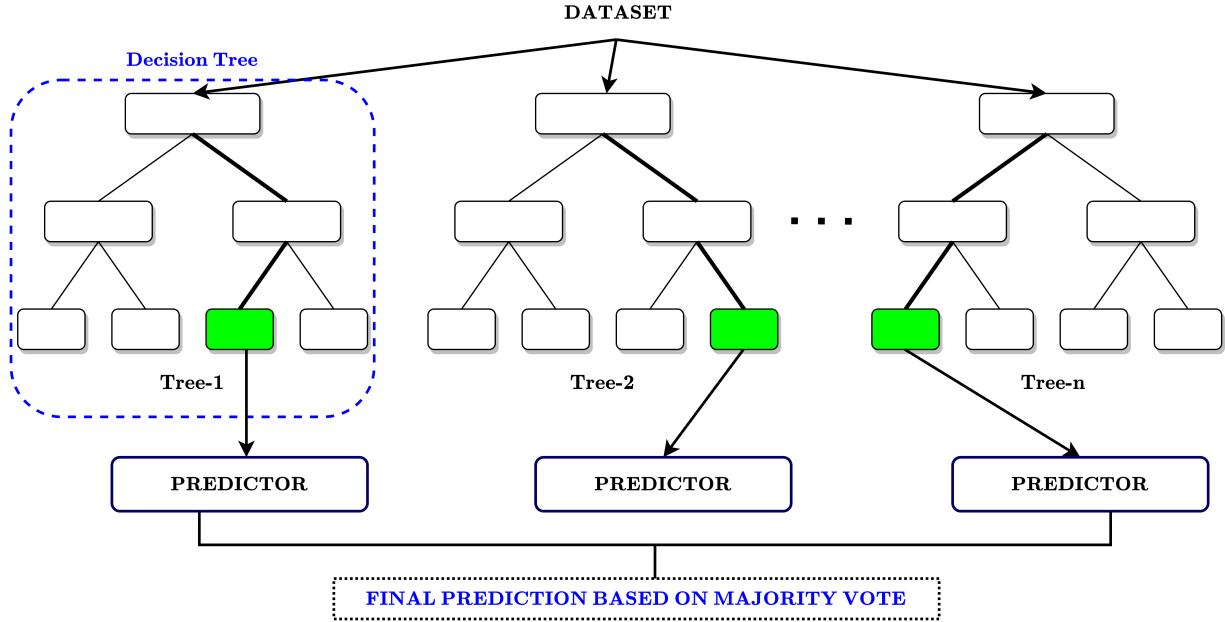 DATASET
Decision Tree
. . .
Tree-1
Tree-2
Tree-n
PREDICTOR
PREDICTOR
PREDICTOR
FINAL PREDICTION BASED ON MAJORITY VOTE